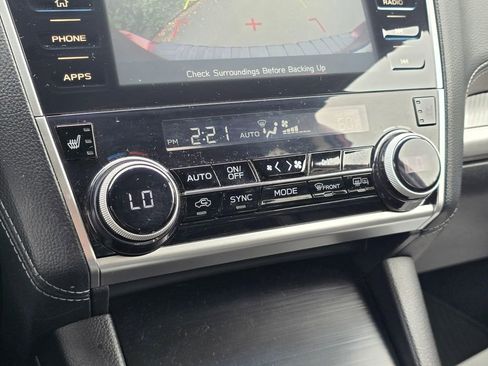 RADIO
PHONE
APPS
Check Surroundings Before Backing Up
PM 2:21 AUTO
LO
AUTO
ON/
OFF
LO
SYNC
MODE
FRONT